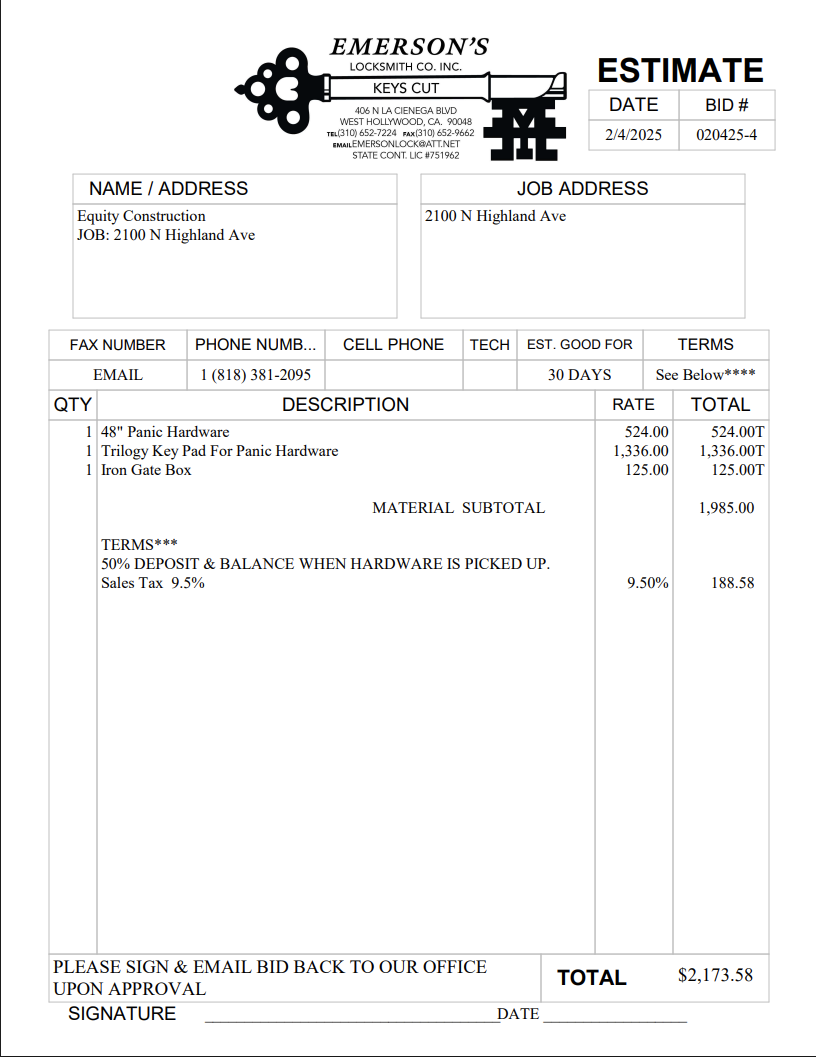 EMERSON'S
LOCKSMITH CO. INC.
KEYS CUT
406 N LA CIENEGA BLVD
WEST HOLLYWOOD, CA. 90048
TEL(310) 652-7224 FAX(310) 652-9662
EMAILEMERSONLOCK@ATT.NET
STATE CONT. LIC #751962
ESTIMATE
DATE BID #
2/4/2025 020425-4
NAME / ADDRESS
Equity Construction
JOB: 2100 N Highland Ave
JOB ADDRESS
2100 N Highland Ave
FAX NUMBER PHONE NUMB... CELL PHONE TECH EST. GOOD FOR TERMS
EMAIL 1 (818) 381-2095 30 DAYS See Below****
QTY DESCRIPTION RATE TOTAL
1 48" Panic Hardware 524.00 524.00T
1 Trilogy Key Pad For Panic Hardware 1,336.00 1,336.00T
1 Iron Gate Box 125.00 125.00T
MATERIAL SUBTOTAL 1,985.00
TERMS***
50% DEPOSIT & BALANCE WHEN HARDWARE IS PICKED UP.
Sales Tax 9.5% 9.50% 188.58
PLEASE SIGN & EMAIL BID BACK TO OUR OFFICE
UPON APPROVAL
TOTAL $2,173.58
SIGNATURE ____________________ DATE ____________________